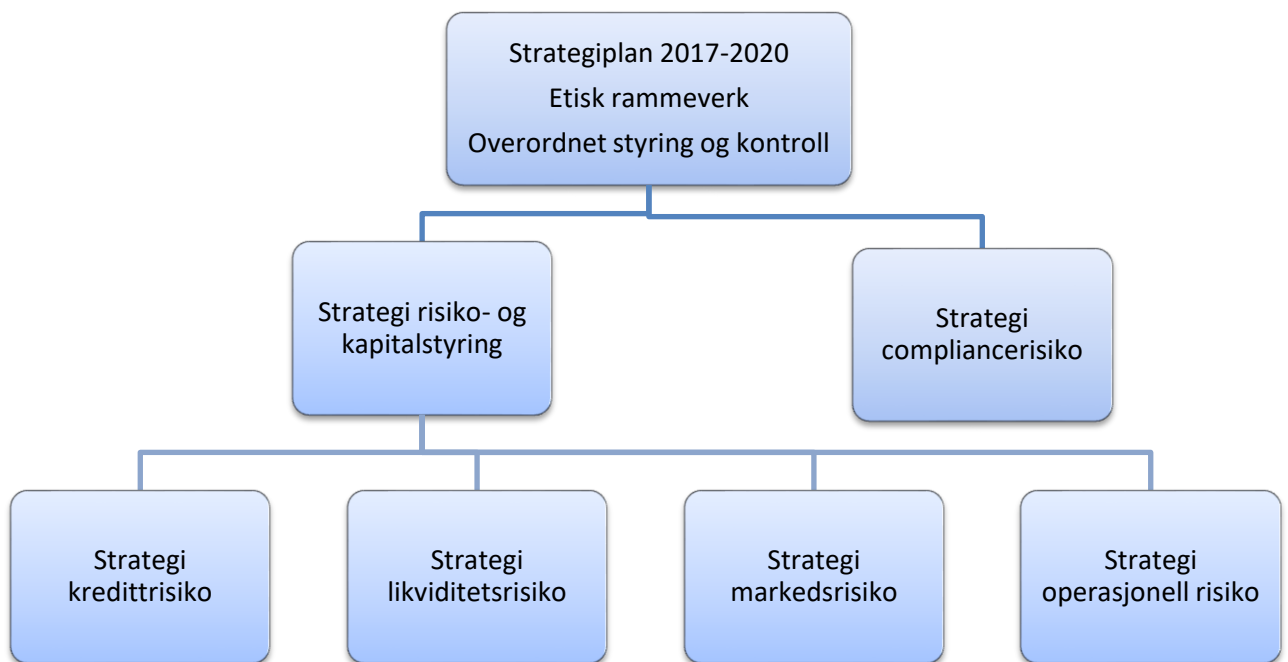 Strategiplan 2017-2020
Etisk rammeverk
Overordnet styring og kontroll
Strategi risiko- og
kapitalstyring
Strategi
compliancerisiko
Strategi
kredittrisiko
Strategi
likviditetsrisiko
Strategi
markedsrisiko
Strategi
operasjonell risiko